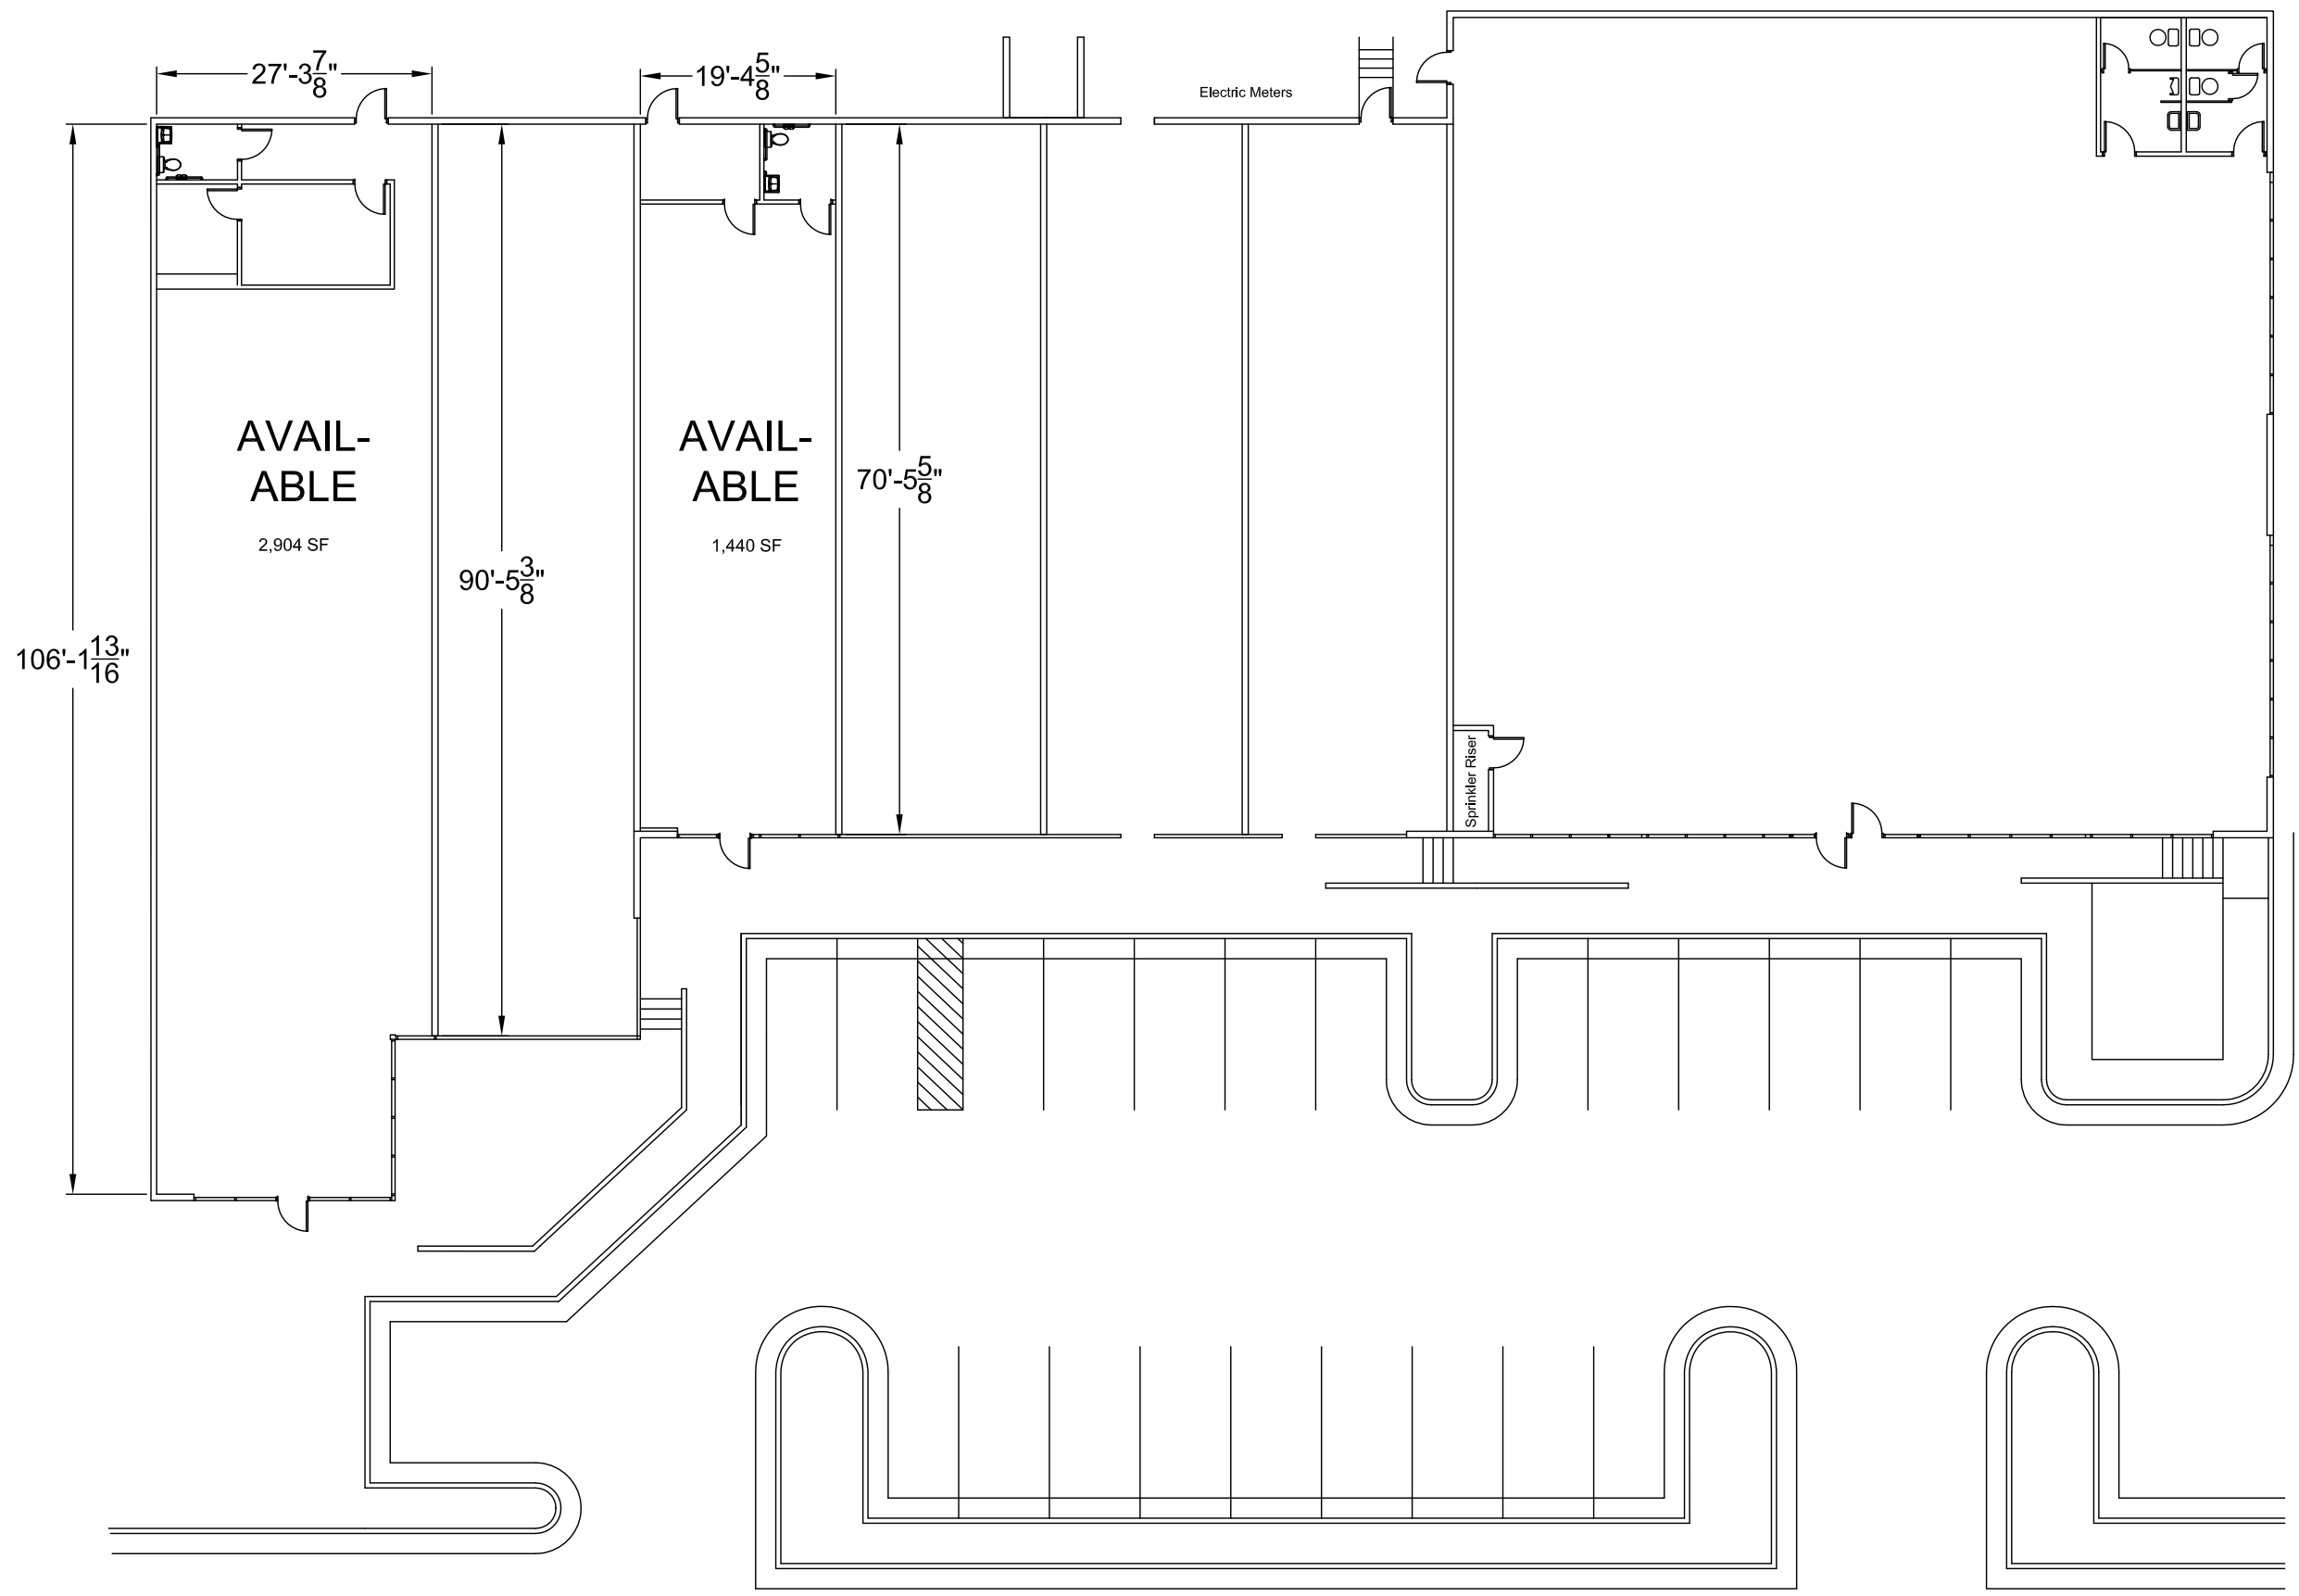 27'-3 7/8"
19'-4 5/8"
Electric Meters
AVAIL-
ABLE
2,904 SF
AVAIL-
ABLE
1,440 SF
70'-5 5/8"
90'-5 3/8"
106'-1 13/16"
Sprinkler Riser